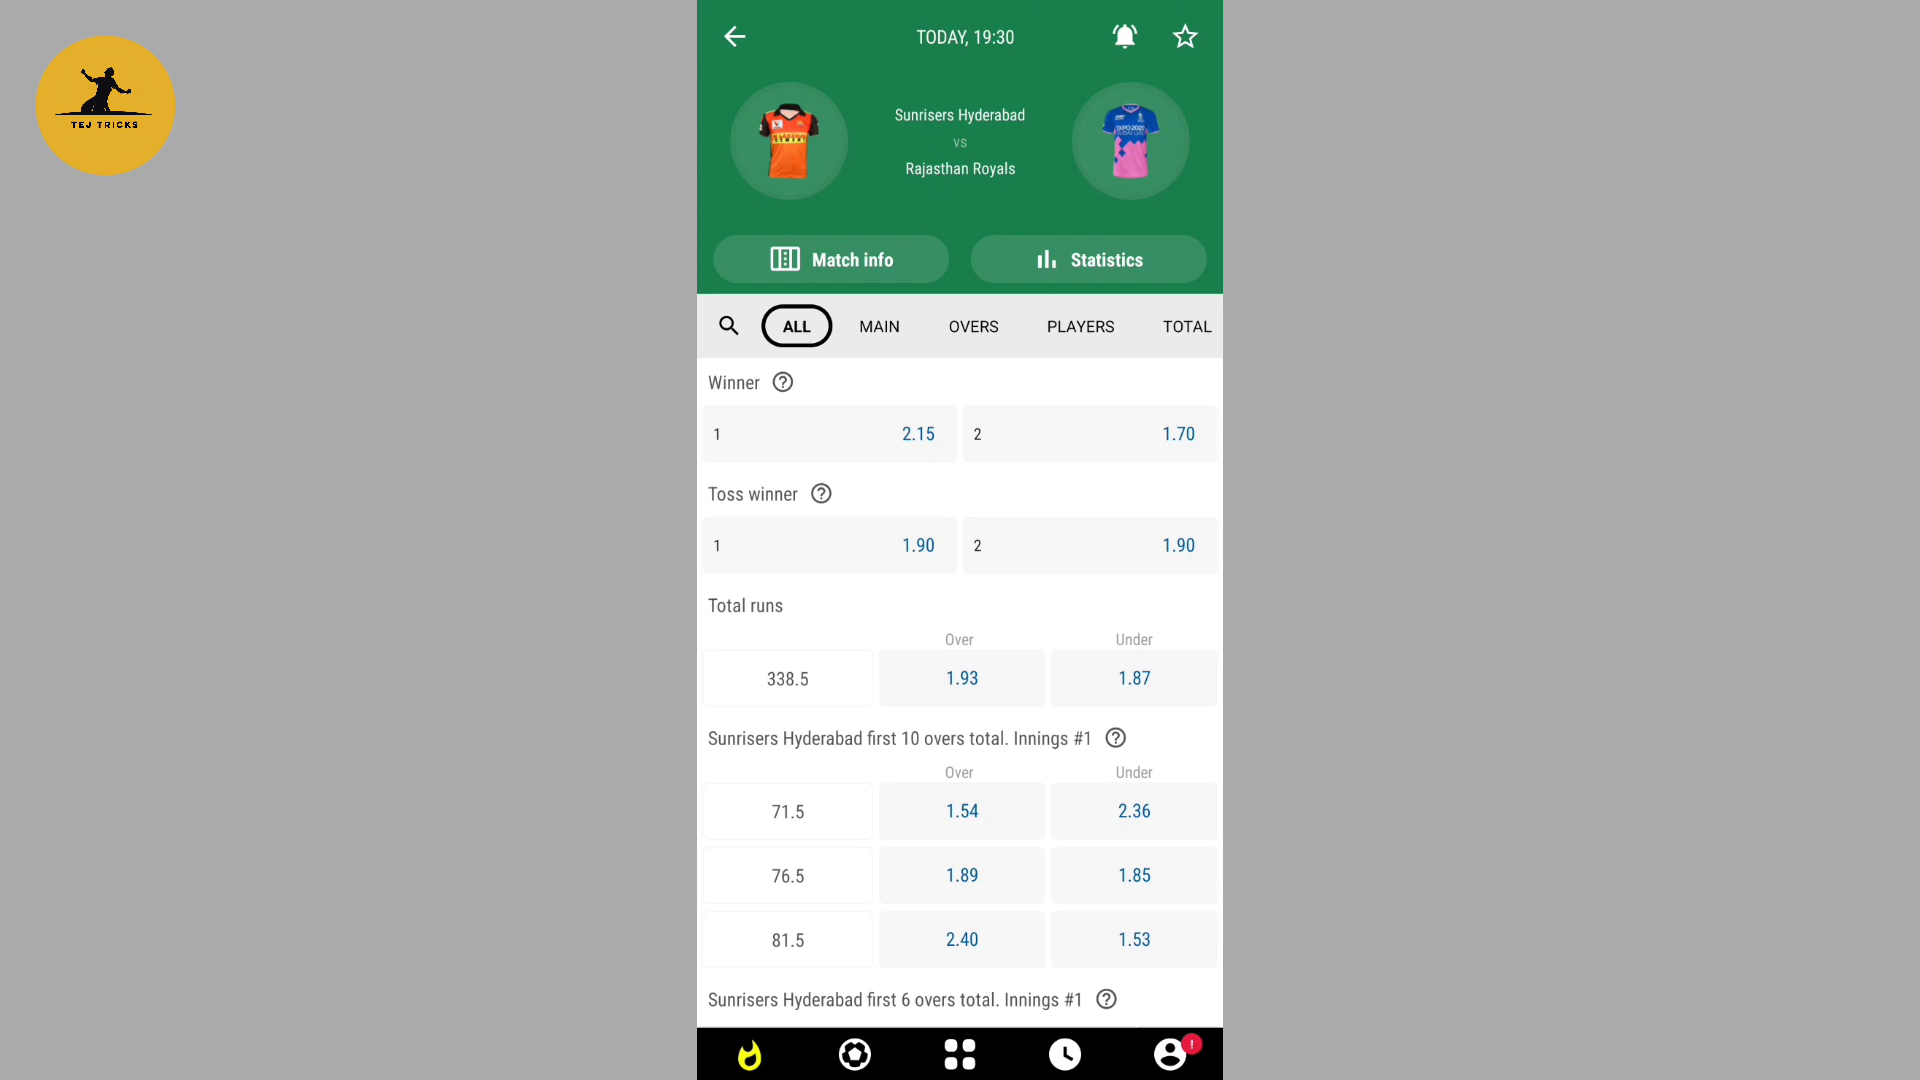 TEJ TRICKS
TODAY, 19:30
Sunrisers Hyderabad
vs
Rajasthan Royals
EXPO 2020
Match info
Statistics
ALL MAIN OVERS PLAYERS TOTAL
Winner ?
1 2.15 2 1.70
Toss winner ?
1 1.90 2 1.90
Total runs
Over Under
338.5 1.93 1.87
Sunrisers Hyderabad first 10 overs total. Innings #1 ?
Over Under
71.5 1.54 2.36
76.5 1.89 1.85
81.5 2.40 1.53
Sunrisers Hyderabad first 6 overs total. Innings #1 ?
!